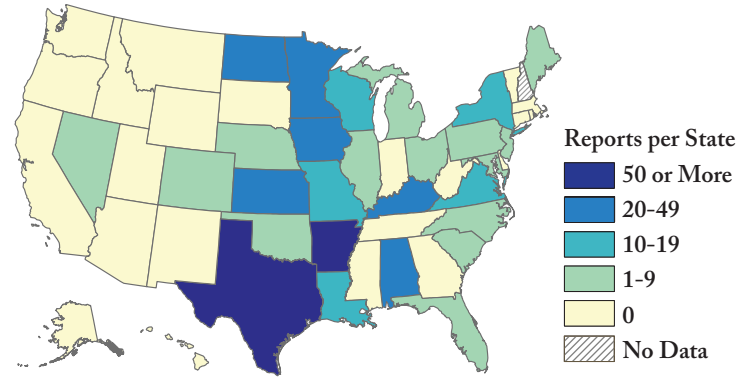 Reports per State
50 or More
20-49
10-19
1-9
0
No Data